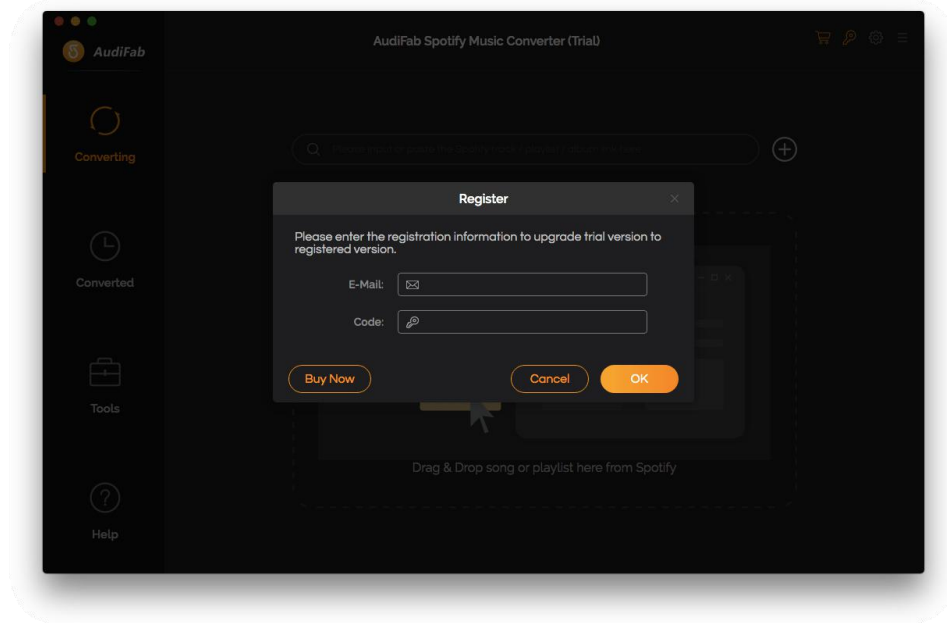 AudiFab
AudiFab Spotify Music Converter (Trial)
Converting
Register
Please enter the registration information to upgrade trial version to
registered version.
E-Mail:
Converted
Code:
Buy Now
Cancel
OK
Tools
Drag & Drop song or playlist here from Spotify
Help